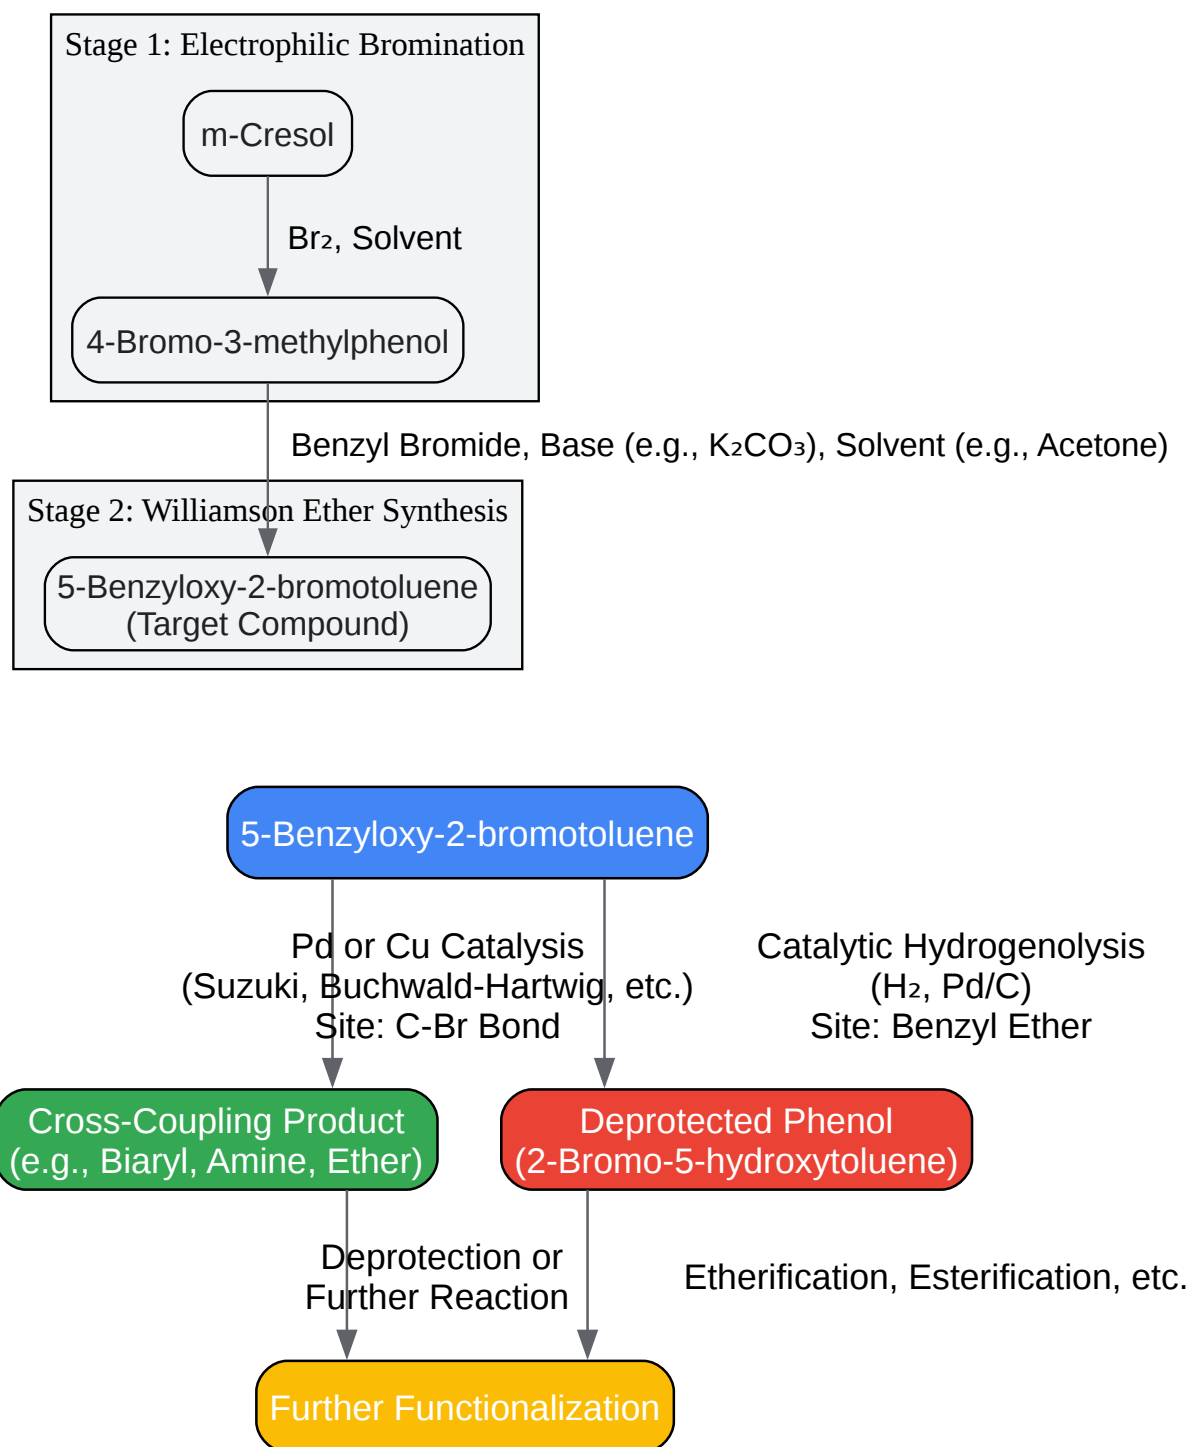 Stage 1: Electrophilic Bromination
m-Cresol
Br₂, Solvent
4-Bromo-3-methylphenol
Benzyl Bromide, Base (e.g., K₂CO₃), Solvent (e.g., Acetone)
Stage 2: Williamson Ether Synthesis
5-Benzyloxy-2-bromotoluene
(Target Compound)
5-Benzyloxy-2-bromotoluene
Pd or Cu Catalysis
(Suzuki, Buchwald-Hartwig, etc.)
Site: C-Br Bond
Catalytic Hydrogenolysis
(H₂, Pd/C)
Site: Benzyl Ether
Cross-Coupling Product
(e.g., Biaryl, Amine, Ether)
Deprotected Phenol
(2-Bromo-5-hydroxytoluene)
Deprotection or
Further Reaction
Etherification, Esterification, etc.
Further Functionalization